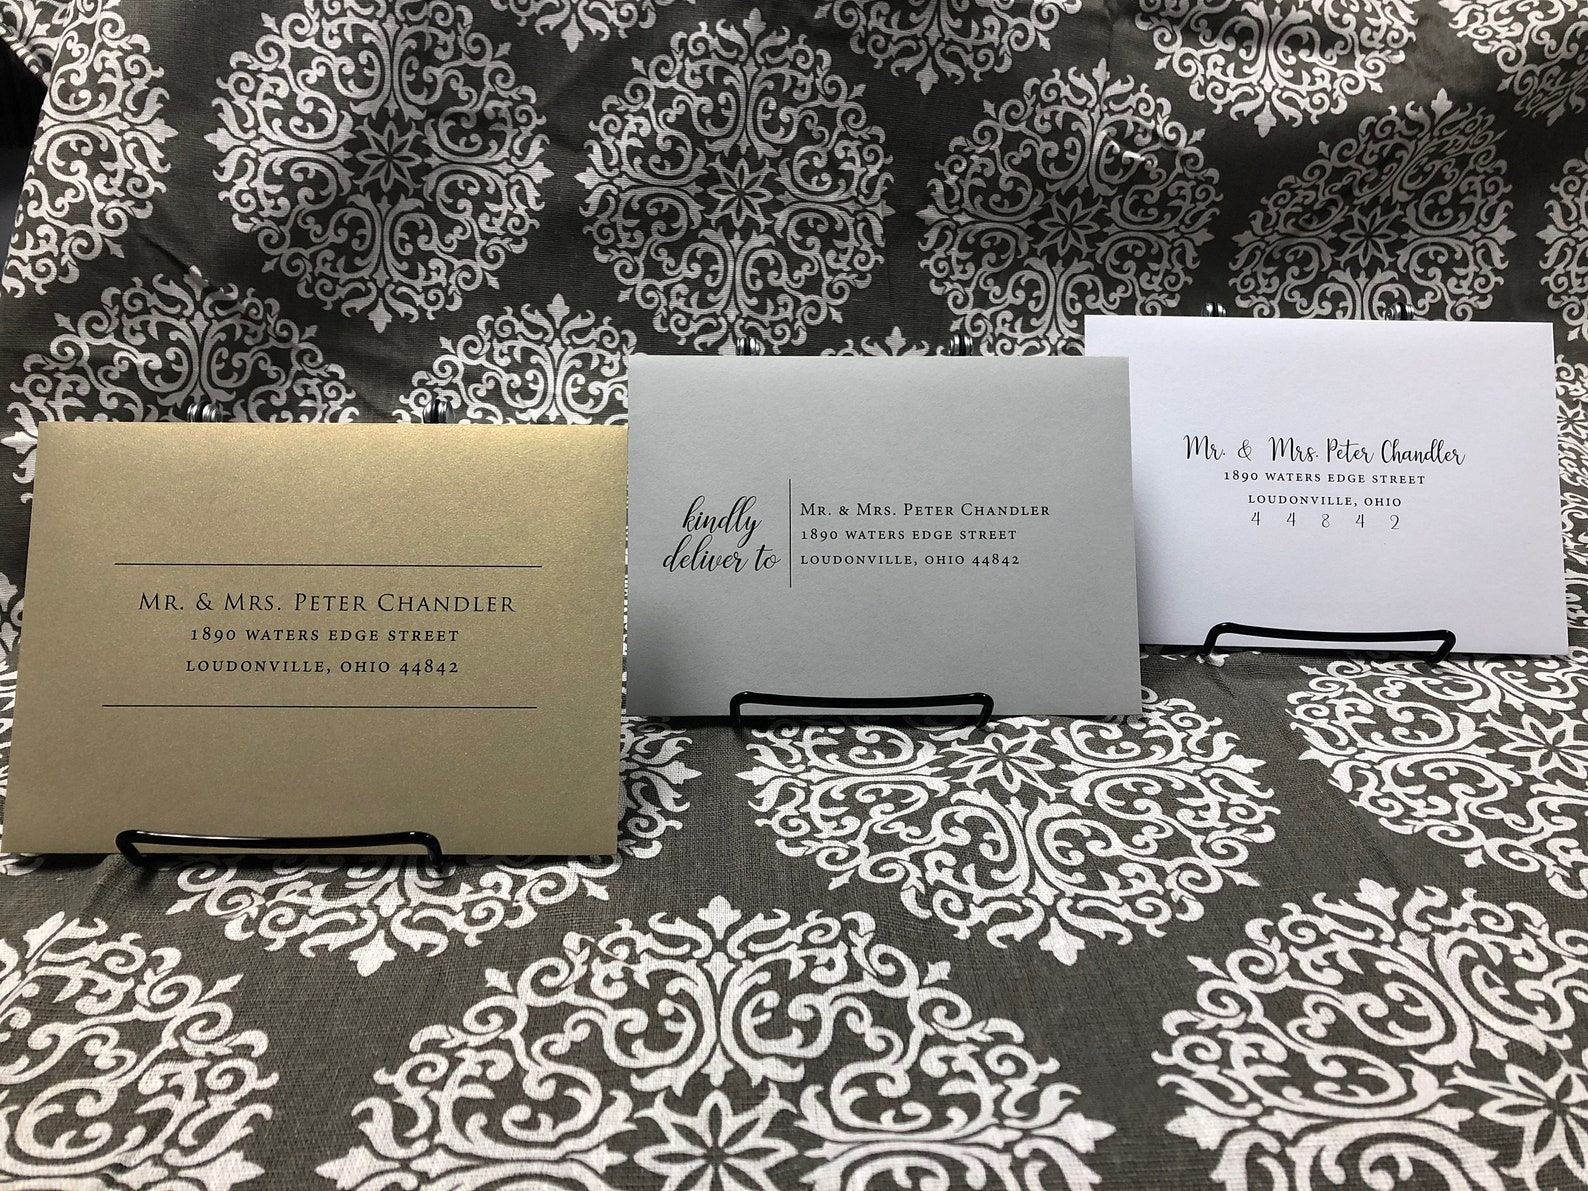 Mr. & Mrs. Peter Chandler
1890 waters edge street
loudonville, ohio 44842
kindly
deliver to
Mr. & Mrs. Peter Chandler
1890 waters edge street
loudonville, ohio 44842
Mr. & Mrs. Peter Chandler
1890 WATERS EDGE STREET
LOUDONVILLE, OHIO
4 4 8 4 2